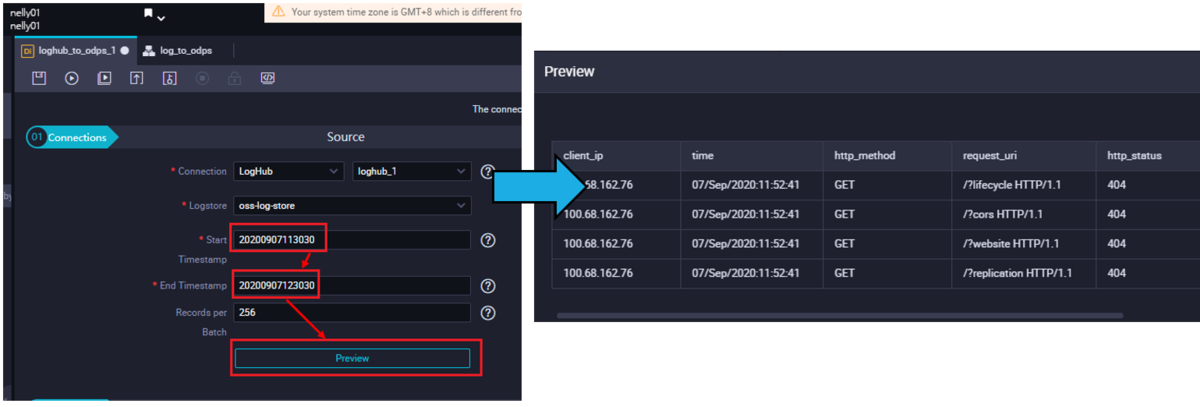 nelly01
nelly01
Your system time zone is GMT+8 which is different fro
DI loghub_to_odps_1
log_to_odps
The connec
01 Connections
Source
* Connection LogHub loghub_1 ?
* Logstore oss-log-store
* Start 20200907113030 ?
Timestamp
* End Timestamp 20200907123030 ?
Records per 256 ?
Batch
Preview
Preview
client_ip time http_method request_uri http_status
68.162.76 07/Sep/2020:11:52:41 GET /?lifecycle HTTP/1.1 404
100.68.162.76 07/Sep/2020:11:52:41 GET /?cors HTTP/1.1 404
100.68.162.76 07/Sep/2020:11:52:41 GET /?website HTTP/1.1 404
100.68.162.76 07/Sep/2020:11:52:41 GET /?replication HTTP/1.1 404